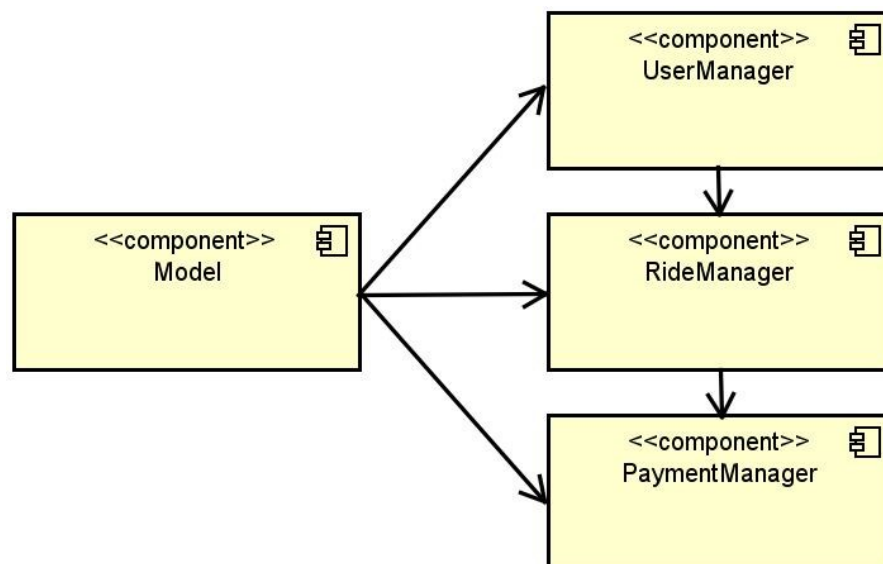 <<component>>
UserManager
<<component>>
Model
<<component>>
RideManager
<<component>>
PaymentManager